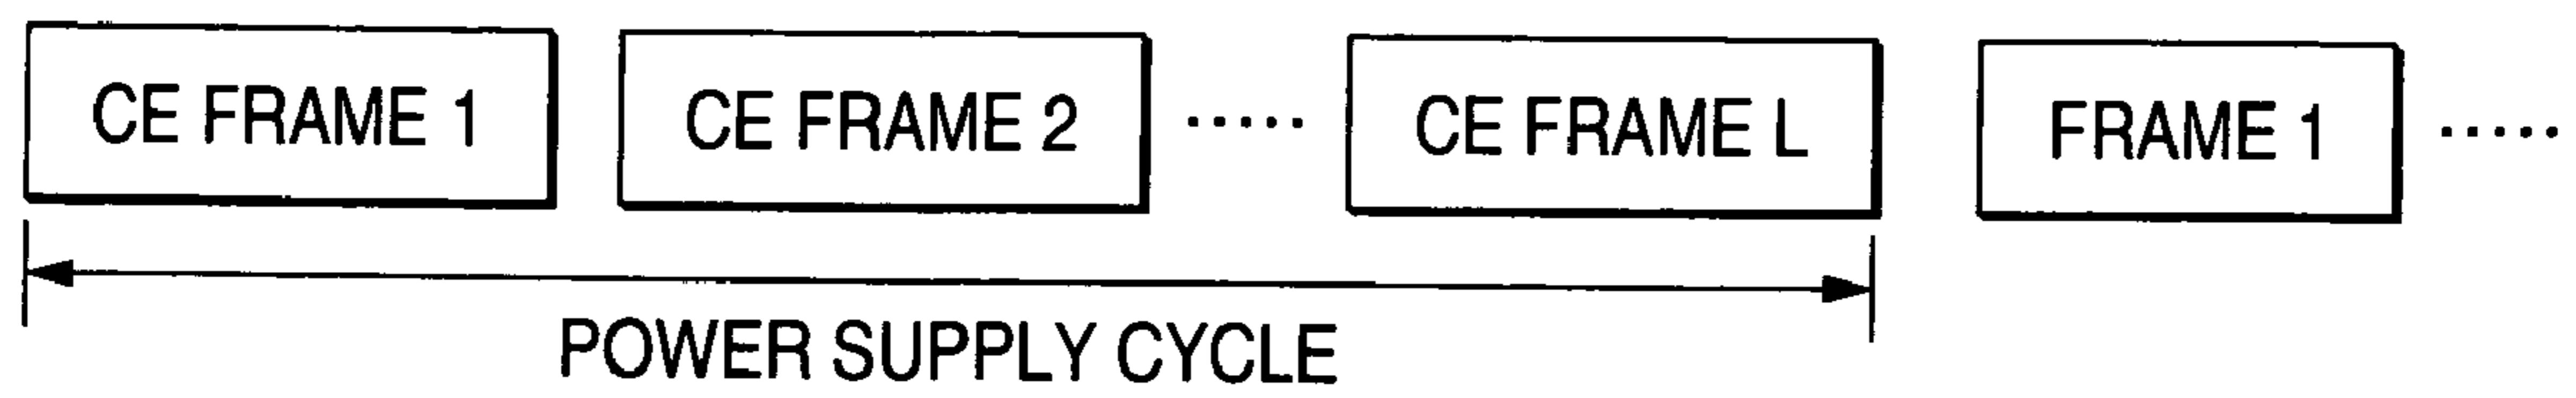 CE FRAME 1
CE FRAME 2
.....
CE FRAME L
FRAME 1
.....
POWER SUPPLY CYCLE